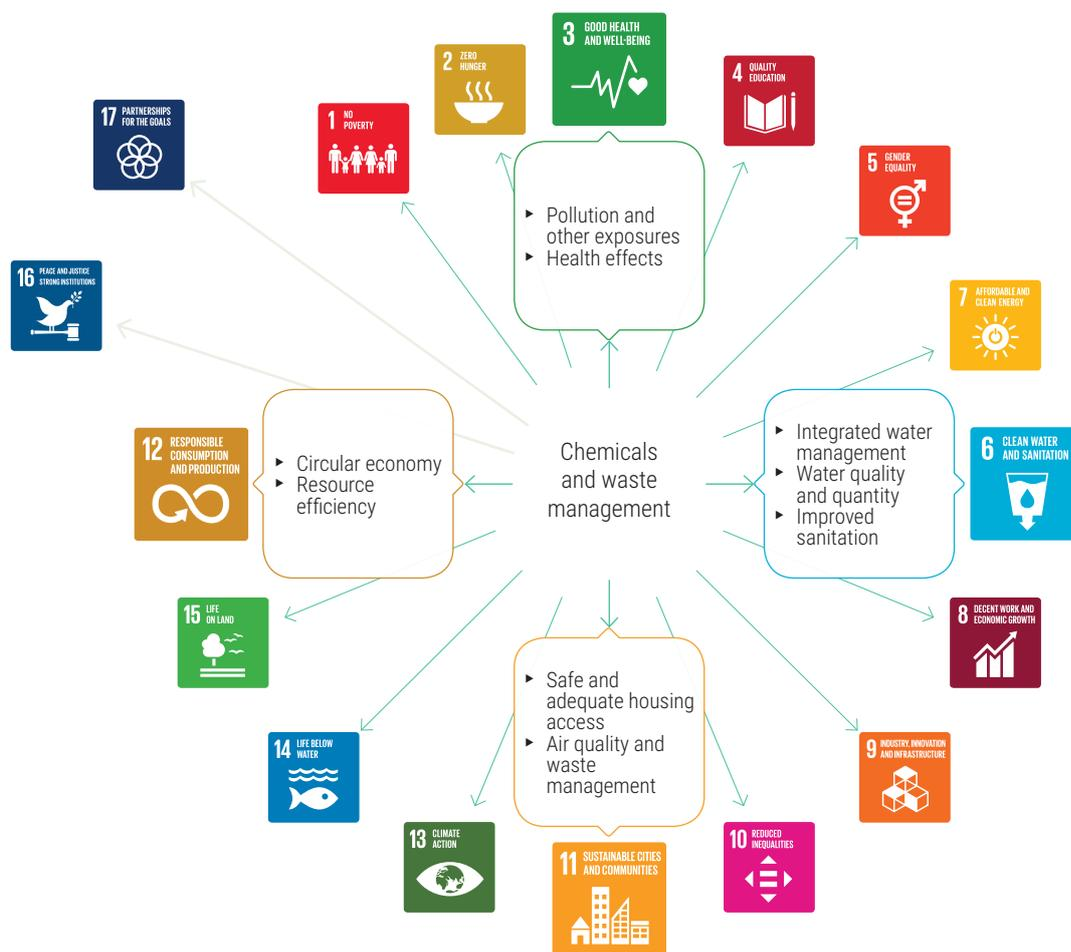 3 GOOD HEALTH
AND WELL-BEING
2 ZERO
HUNGER
4 QUALITY
EDUCATION
17 PARTNERSHIPS
FOR THE GOALS
1 NO
POVERTY
5 GENDER
EQUALITY
▸ Pollution and
other exposures
▸ Health effects
16 PEACE AND JUSTICE
STRONG INSTITUTIONS
7 AFFORDABLE AND
CLEAN ENERGY
12 RESPONSIBLE
CONSUMPTION
AND PRODUCTION
▸ Circular economy
▸ Resource
efficiency
Chemicals
and waste
management
▸ Integrated water
management
▸ Water quality
and quantity
▸ Improved
sanitation
6 CLEAN WATER
AND SANITATION
15 LIFE
ON LAND
8 DECENT WORK AND
ECONOMIC GROWTH
▸ Safe and
adequate housing
access
▸ Air quality and
waste
management
14 LIFE BELOW
WATER
9 INDUSTRY, INNOVATION
AND INFRASTRUCTURE
13 CLIMATE
ACTION
11 SUSTAINABLE CITIES
AND COMMUNITIES
10 REDUCED
INEQUALITIES